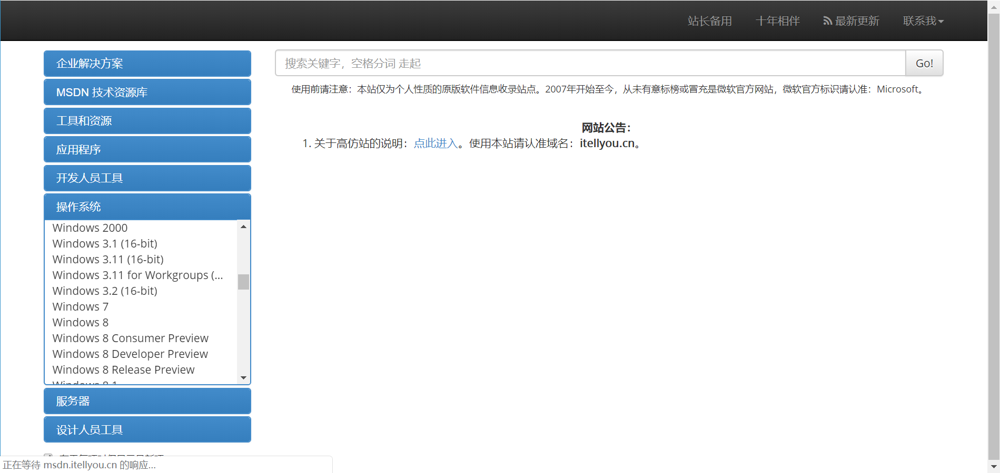 站长备用 十年相伴 最新更新 联系我
企业解决方案
MSDN 技术资源库
工具和资源
应用程序
开发人员工具
操作系统
Windows 2000
Windows 3.1 (16-bit)
Windows 3.11 (16-bit)
Windows 3.11 for Workgroups (...
Windows 3.2 (16-bit)
Windows 7
Windows 8
Windows 8 Consumer Preview
Windows 8 Developer Preview
Windows 8 Release Preview
Windows 8.1
服务器
设计人员工具
搜索关键字，空格分词 走起 Go!
使用前请注意：本站仅为个人性质的原版软件信息收录站点。2007年开始至今，从未有意标榜或冒充是微软官方网站，微软官方标识请认准：Microsoft。
网站公告：
1. 关于高仿站的说明：点此进入。使用本站请认准域名：itellyou.cn。
正在等待 msdn.itellyou.cn 的响应...